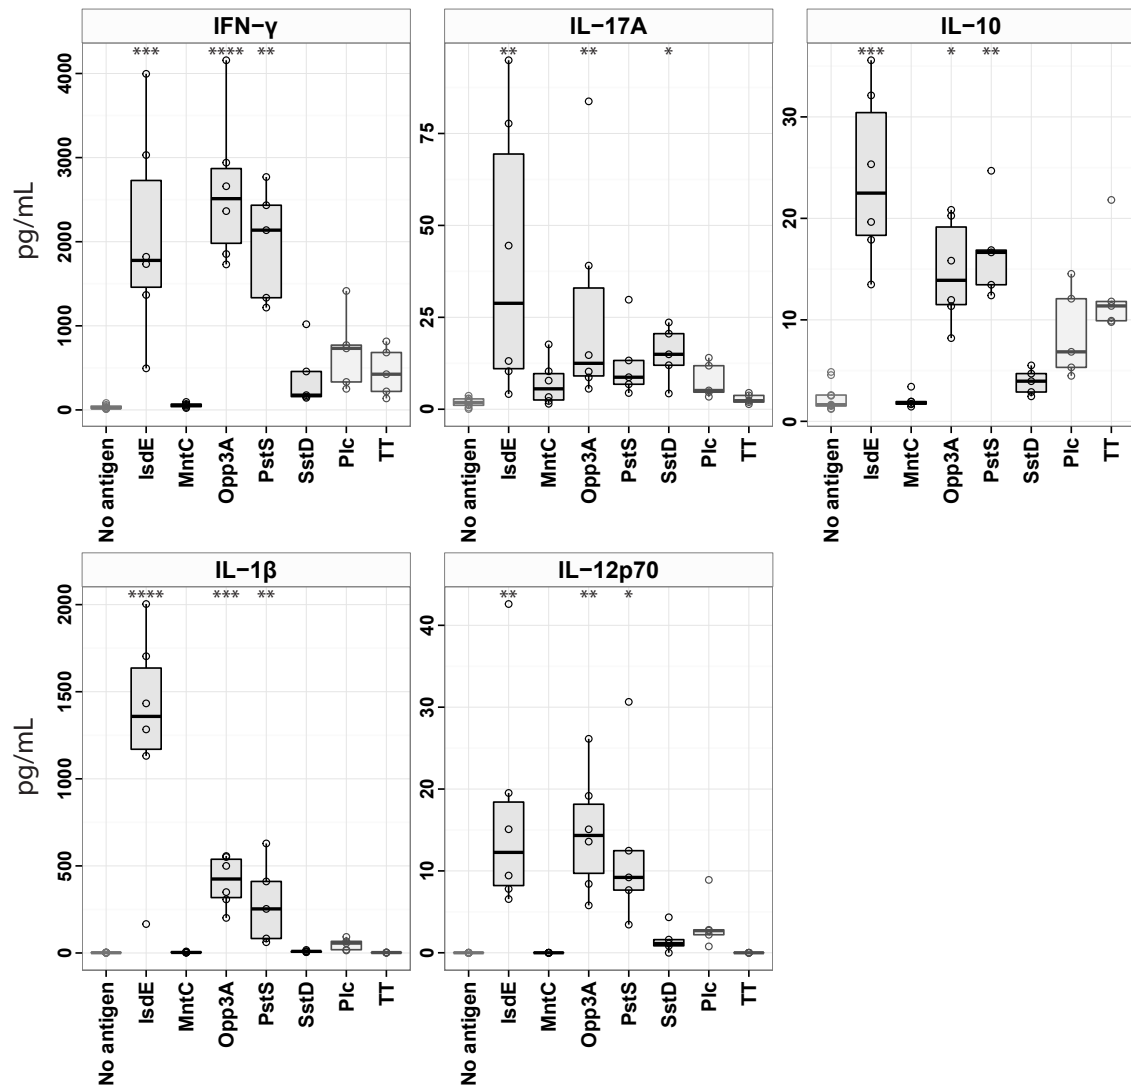 IFN−γ
IL−17A
IL−10
*** **** **
** ** *
*** * **
pg/mL
0
1000
2000
3000
4000
0
25
50
75
0
10
20
30
No antigen
IsdE
MntC
Opp3A
PstS
SstD
Plc
TT
No antigen
IsdE
MntC
Opp3A
PstS
SstD
Plc
TT
No antigen
IsdE
MntC
Opp3A
PstS
SstD
Plc
TT
IL−1β
IL−12p70
**** *** **
** ** *
pg/mL
0
500
1000
1500
2000
0
10
20
30
40
No antigen
IsdE
MntC
Opp3A
PstS
SstD
Plc
TT
No antigen
IsdE
MntC
Opp3A
PstS
SstD
Plc
TT